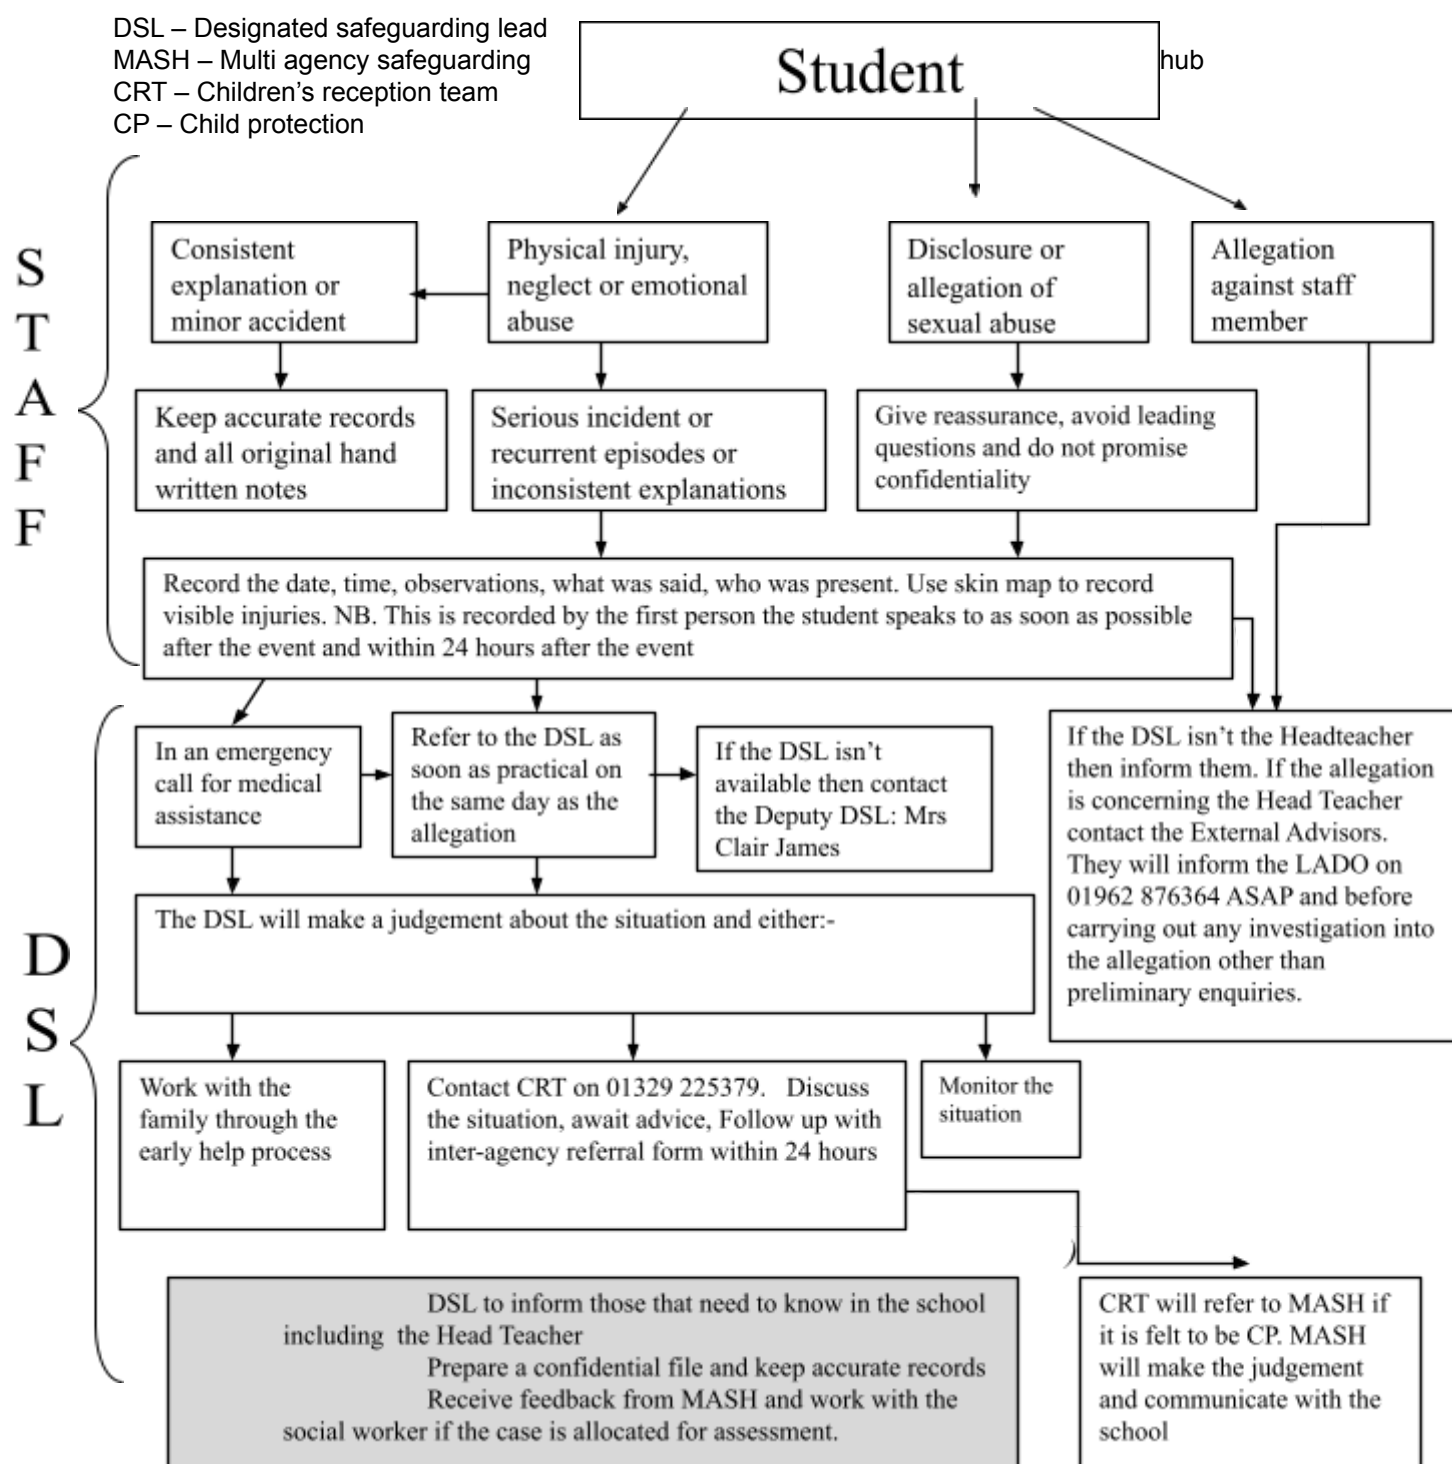 DSL – Designated safeguarding lead
MASH – Multi agency safeguarding hub
CRT – Children's reception team
CP – Child protection
Student
S
T
A
F
F
Consistent
explanation or
minor accident
Physical injury,
neglect or emotional
abuse
Disclosure or
allegation of
sexual abuse
Allegation
against staff
member
Keep accurate records
and all original hand
written notes
Serious incident or
recurrent episodes or
inconsistent explanations
Give reassurance, avoid leading
questions and do not promise
confidentiality
Record the date, time, observations, what was said, who was present. Use skin map to record
visible injuries. NB. This is recorded by the first person the student speaks to as soon as possible
after the event and within 24 hours after the event
D
S
L
In an emergency
call for medical
assistance
Refer to the DSL as
soon as practical on
the same day as the
allegation
If the DSL isn't
available then contact
the Deputy DSL: Mrs
Clair James
If the DSL isn't the Headteacher
then inform them. If the allegation
is concerning the Head Teacher
contact the External Advisors.
They will inform the LADO on
01962 876364 ASAP and before
carrying out any investigation into
the allegation other than
preliminary enquiries.
The DSL will make a judgement about the situation and either:-
Work with the
family through the
early help process
Contact CRT on 01329 225379. Discuss
the situation, await advice, Follow up with
inter-agency referral form within 24 hours
Monitor the
situation
)
DSL to inform those that need to know in the school
including the Head Teacher
Prepare a confidential file and keep accurate records
Receive feedback from MASH and work with the
social worker if the case is allocated for assessment.
CRT will refer to MASH if
it is felt to be CP. MASH
will make the judgement
and communicate with the
school